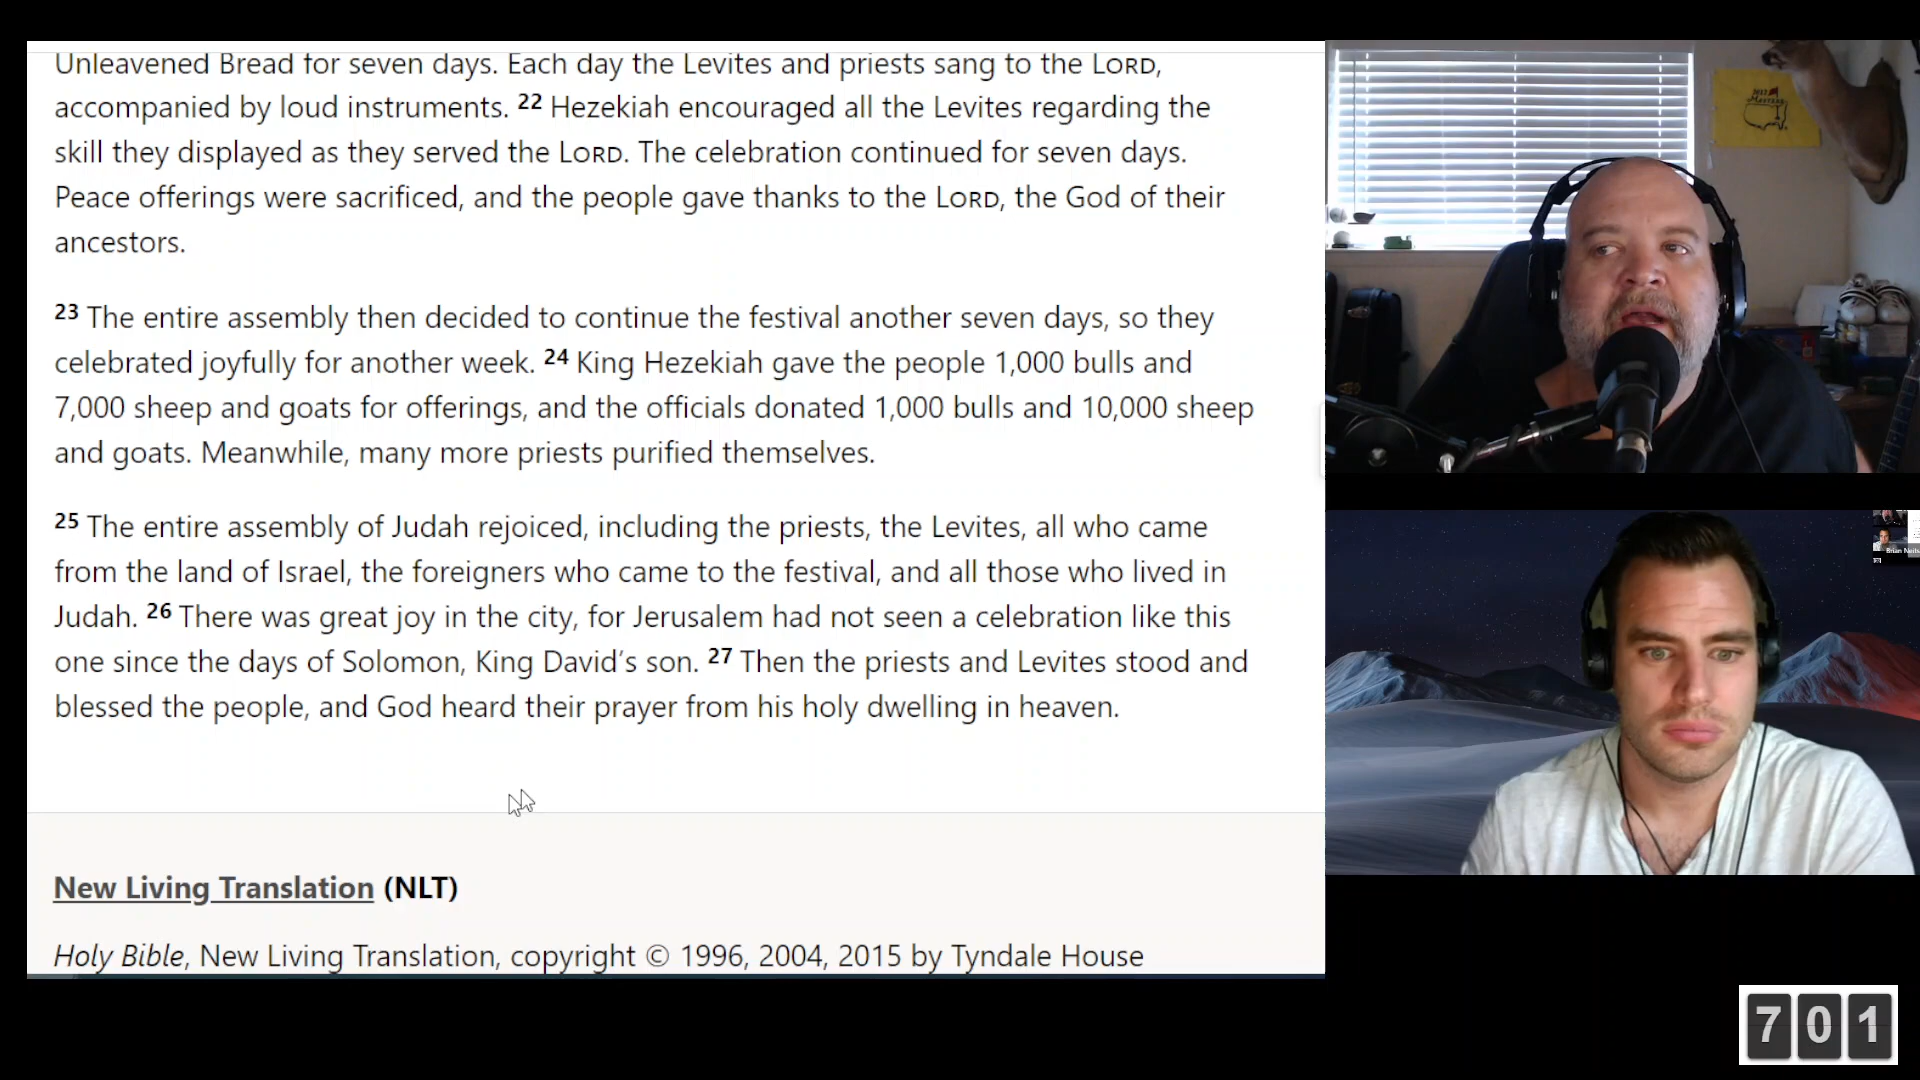 Unleavened Bread for seven days. Each day the Levites and priests sang to the LORD,
accompanied by loud instruments. 22 Hezekiah encouraged all the Levites regarding the
skill they displayed as they served the LORD. The celebration continued for seven days.
Peace offerings were sacrificed, and the people gave thanks to the LORD, the God of their
ancestors.
23 The entire assembly then decided to continue the festival another seven days, so they
celebrated joyfully for another week. 24 King Hezekiah gave the people 1,000 bulls and
7,000 sheep and goats for offerings, and the officials donated 1,000 bulls and 10,000 sheep
and goats. Meanwhile, many more priests purified themselves.
25 The entire assembly of Judah rejoiced, including the priests, the Levites, all who came
from the land of Israel, the foreigners who came to the festival, and all those who lived in
Judah. 26 There was great joy in the city, for Jerusalem had not seen a celebration like this
one since the days of Solomon, King David’s son. 27 Then the priests and Levites stood and
blessed the people, and God heard their prayer from his holy dwelling in heaven.
New Living Translation (NLT)
Holy Bible, New Living Translation, copyright © 1996, 2004, 2015 by Tyndale House
Masters
Brian
701